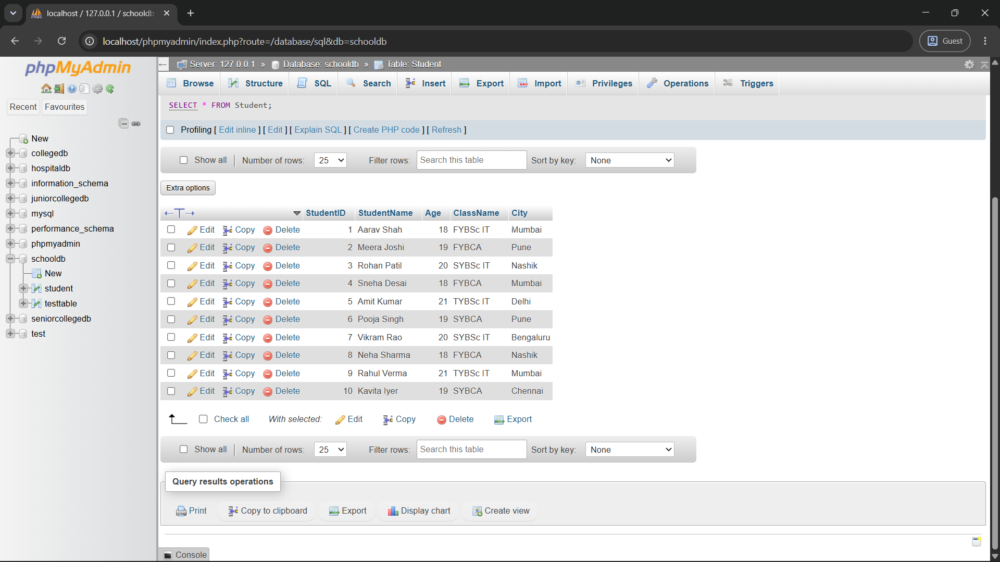 localhost / 127.0.0.1 / schooldb
localhost/phpmyadmin/index.php?route=/database/sql&db=schooldb
Guest
phpMyAdmin
Recent
Favourites
New
collegedb
hospitaldb
information_schema
juniorcollegedb
mysql
performance_schema
phpmyadmin
schooldb
New
student
testtable
seniorcollegedb
test
Server: 127.0.0.1 » Database: schooldb » Table: Student
Browse Structure SQL Search Insert Export Import Privileges Operations Triggers
SELECT * FROM Student;
Profiling [ Edit inline ] [ Edit ] [ Explain SQL ] [ Create PHP code ] [ Refresh ]
Show all Number of rows: 25 Filter rows: Search this table Sort by key: None
Extra options
StudentID StudentName Age ClassName City
Edit Copy Delete 1 Aarav Shah 18 FYBSc IT Mumbai
Edit Copy Delete 2 Meera Joshi 19 FYBCA Pune
Edit Copy Delete 3 Rohan Patil 20 SYBSc IT Nashik
Edit Copy Delete 4 Sneha Desai 18 FYBCA Mumbai
Edit Copy Delete 5 Amit Kumar 21 TYBSc IT Delhi
Edit Copy Delete 6 Pooja Singh 19 SYBCA Pune
Edit Copy Delete 7 Vikram Rao 20 SYBSc IT Bengaluru
Edit Copy Delete 8 Neha Sharma 18 FYBCA Nashik
Edit Copy Delete 9 Rahul Verma 21 TYBSc IT Mumbai
Edit Copy Delete 10 Kavita Iyer 19 SYBCA Chennai
Check all With selected: Edit Copy Delete Export
Show all Number of rows: 25 Filter rows: Search this table Sort by key: None
Query results operations
Print Copy to clipboard Export Display chart Create view
Console